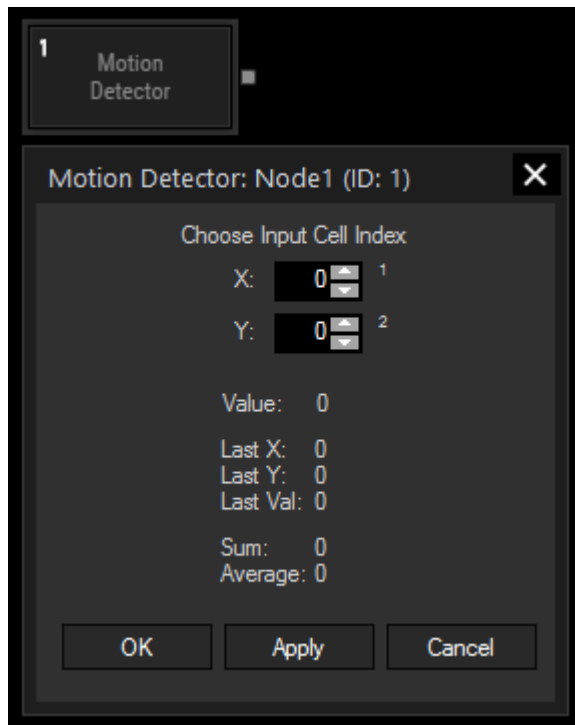 1
Motion
Detector
Motion Detector: Node1 (ID: 1)
Choose Input Cell Index
X: 0 1
Y: 0 2
Value: 0
Last X: 0
Last Y: 0
Last Val: 0
Sum: 0
Average: 0
OK Apply Cancel